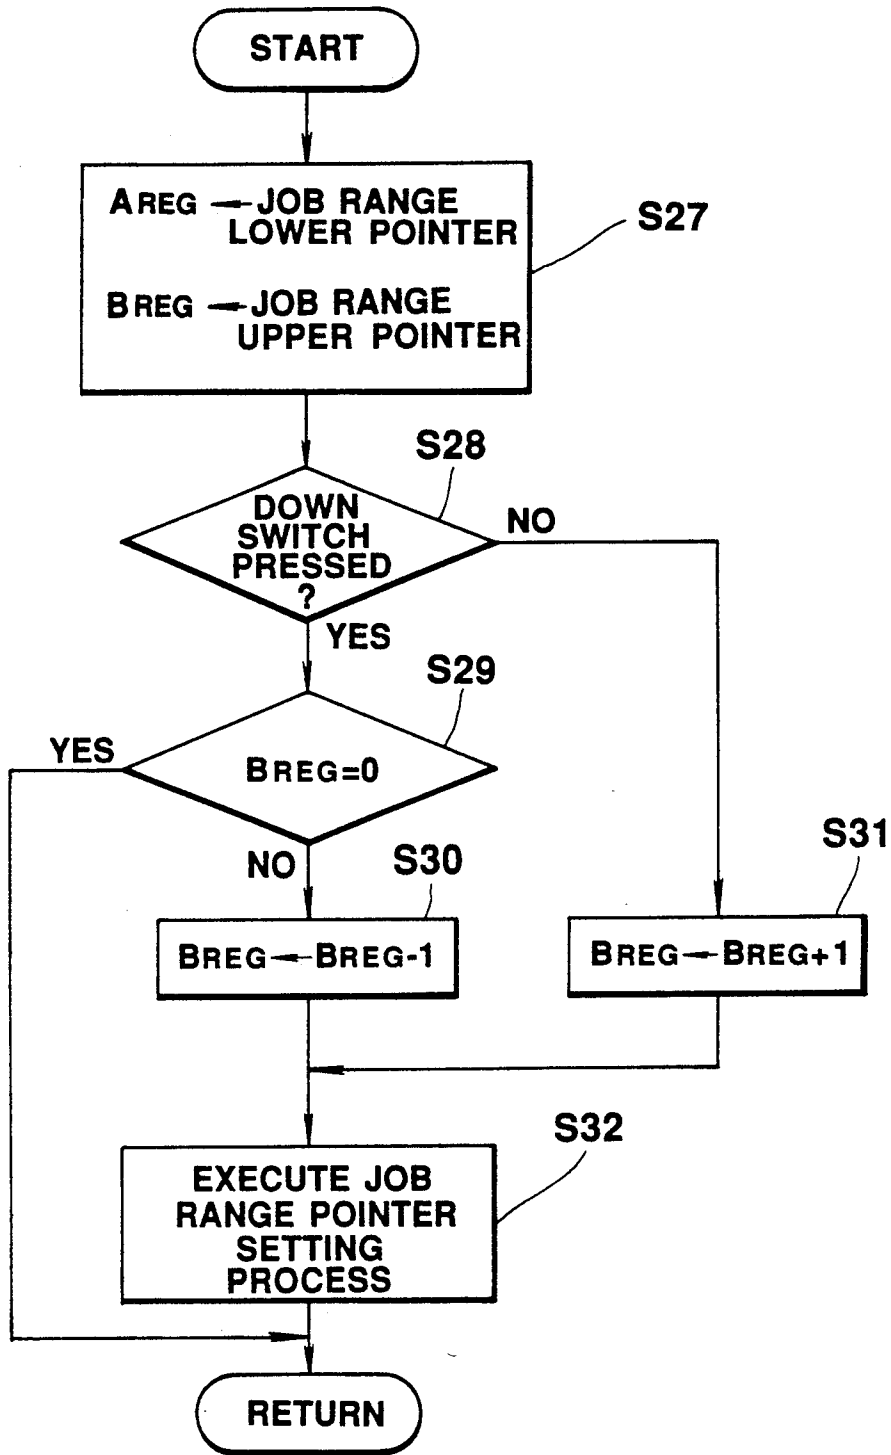 START
AREG ← JOB RANGE
LOWER POINTER
S27
BREG ← JOB RANGE
UPPER POINTER
S28
DOWN
SWITCH
PRESSED
?
NO
YES
S29
YES
BREG=0
NO
S30
S31
BREG←BREG-1
BREG←BREG+1
S32
EXECUTE JOB
RANGE POINTER
SETTING
PROCESS
RETURN